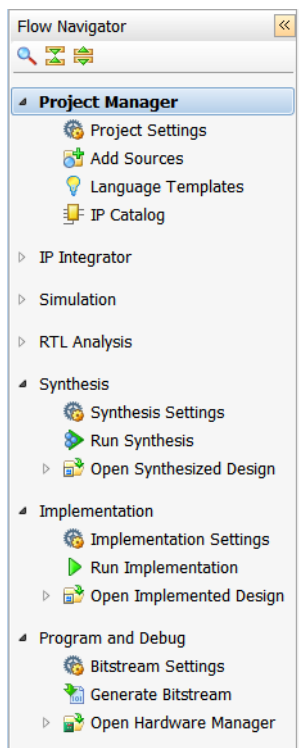 Flow Navigator
Project Manager
Project Settings
Add Sources
Language Templates
IP Catalog
IP Integrator
Simulation
RTL Analysis
Synthesis
Synthesis Settings
Run Synthesis
Open Synthesized Design
Implementation
Implementation Settings
Run Implementation
Open Implemented Design
Program and Debug
Bitstream Settings
Generate Bitstream
Open Hardware Manager